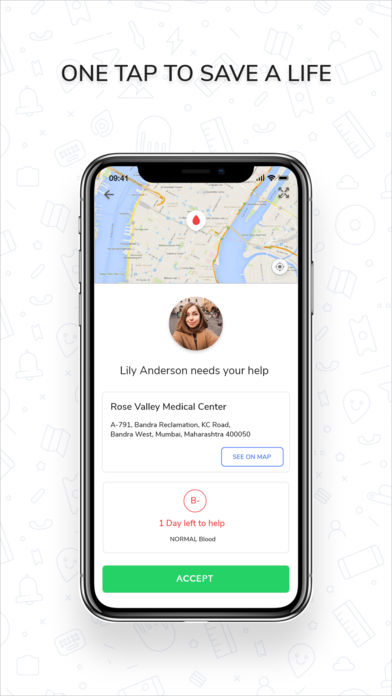 ONE TAP TO SAVE A LIFE
09:41
Lily Anderson needs your help
Rose Valley Medical Center
A-791, Bandra Reclamation, KC Road,
Bandra West, Mumbai, Maharashtra 400050
SEE ON MAP
B-
1 Day left to help
NORMAL Blood
ACCEPT